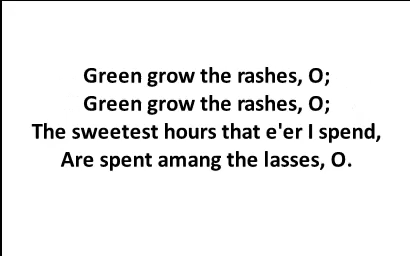 Green grow the rashes, O;
Green grow the rashes, O;
The sweetest hours that e'er I spend,
Are spent amang the lasses, O.